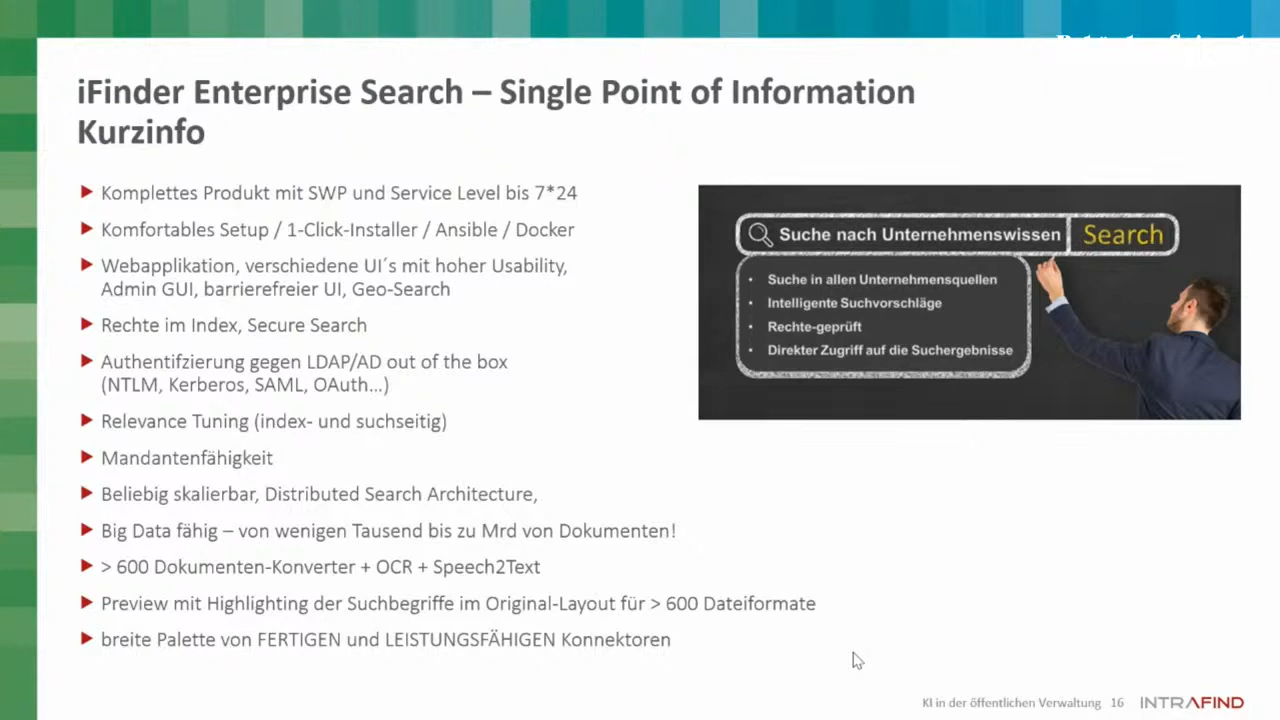 iFinder Enterprise Search – Single Point of Information
Kurzinfo
Komplettes Produkt mit SWP und Service Level bis 7*24
Komfortables Setup / 1-Click-Installer / Ansible / Docker
Webapplikation, verschiedene UI´s mit hoher Usability,
Admin GUI, barrierefreier UI, Geo-Search
Rechte im Index, Secure Search
Authentifzierung gegen LDAP/AD out of the box
(NTLM, Kerberos, SAML, OAuth...)
Relevance Tuning (index- und suchseitig)
Mandantenfähigkeit
Beliebig skalierbar, Distributed Search Architecture,
Big Data fähig – von wenigen Tausend bis zu Mrd von Dokumenten!
> 600 Dokumenten-Konverter + OCR + Speech2Text
Preview mit Highlighting der Suchbegriffe im Original-Layout für > 600 Dateiformate
breite Palette von FERTIGEN und LEISTUNGSFÄHIGEN Konnektoren
Suche nach Unternehmenswissen Search
• Suche in allen Unternehmensquellen
• Intelligente Suchvorschläge
• Rechte-geprüft
• Direkter Zugriff auf die Suchergebnisse
KI in der öffentlichen Verwaltung 16 INTRAFIND